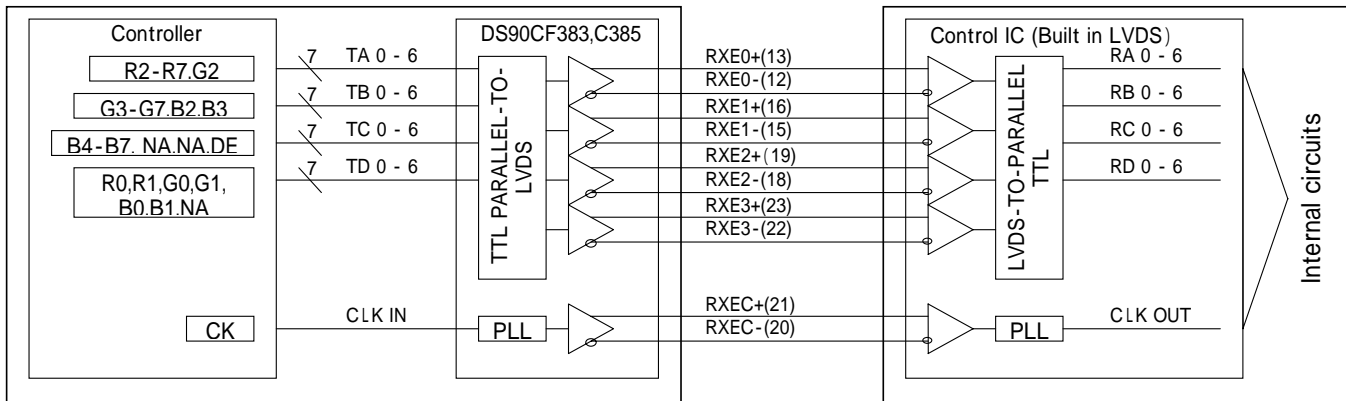 Controller
R2-R7.G2
G3-G7.B2.B3
B4-B7. NA.NA.DE
R0,R1,G0,G1,
B0.B1.NA
CK
7 TA 0 - 6
7 TB 0 - 6
7 TC 0 - 6
7 TD 0 - 6
CLK IN
DS90CF383,C385
TTL PARALLEL-TO-
LVDS
PLL
RXE0+(13)
RXE0-(12)
RXE1+(16)
RXE1-(15)
RXE2+(19)
RXE2-(18)
RXE3+(23)
RXE3-(22)
RXEC+(21)
RXEC-(20)
Control IC (Built in LVDS)
LVDS-TO-PARALLEL
TTL
PLL
RA 0 - 6
RB 0 - 6
RC 0 - 6
RD 0 - 6
CLK OUT
Internal circuits